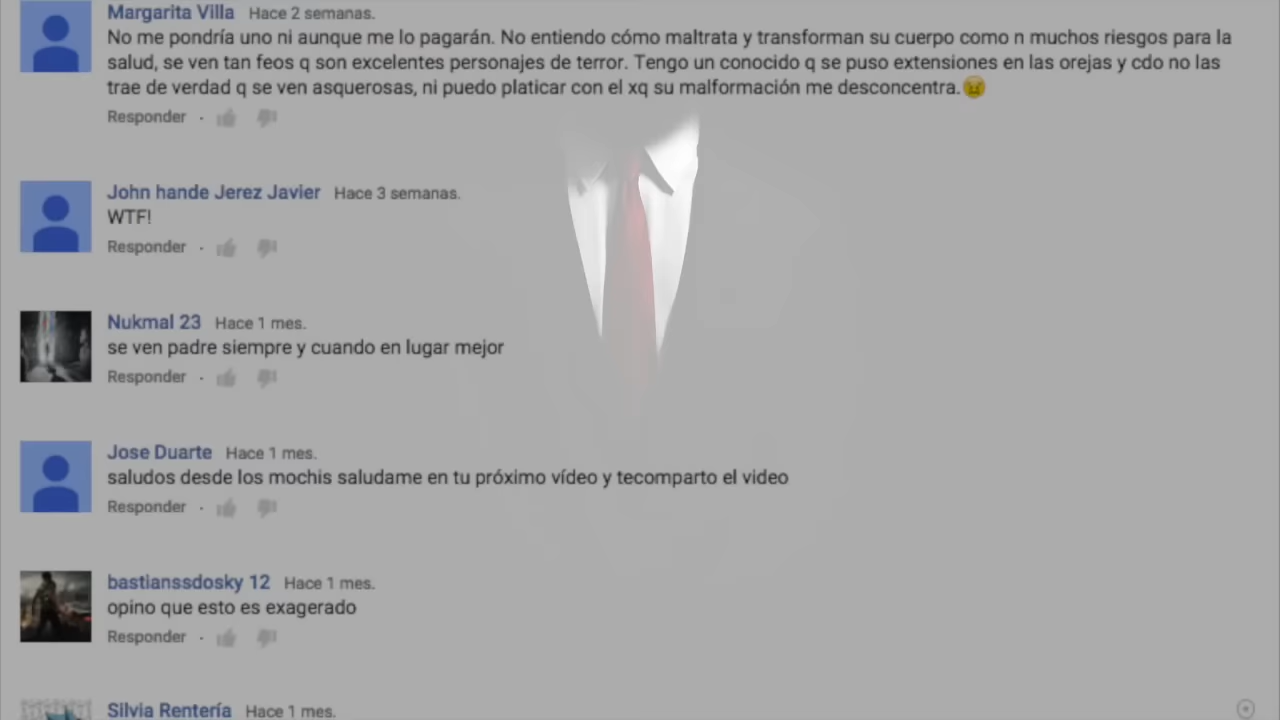 Margarita Villa Hace 2 semanas.
No me pondría uno ni aunque me lo pagarán. No entiendo cómo maltrata y transforman su cuerpo como n muchos riesgos para la
salud, se ven tan feos q son excelentes personajes de terror. Tengo un conocido q se puso extensiones en las orejas y cdo no las
trae de verdad q se ven asquerosas, ni puedo platicar con el xq su malformación me desconcentra.
Responder ·
John hande Jerez Javier Hace 3 semanas.
WTF!
Responder ·
Nukmal 23 Hace 1 mes.
se ven padre siempre y cuando en lugar mejor
Responder ·
Jose Duarte Hace 1 mes.
saludos desde los mochis saludame en tu próximo vídeo y tecomparto el video
Responder ·
bastianssdosky 12 Hace 1 mes.
opino que esto es exagerado
Responder ·
Silvia Rentería Hace 1 mes.